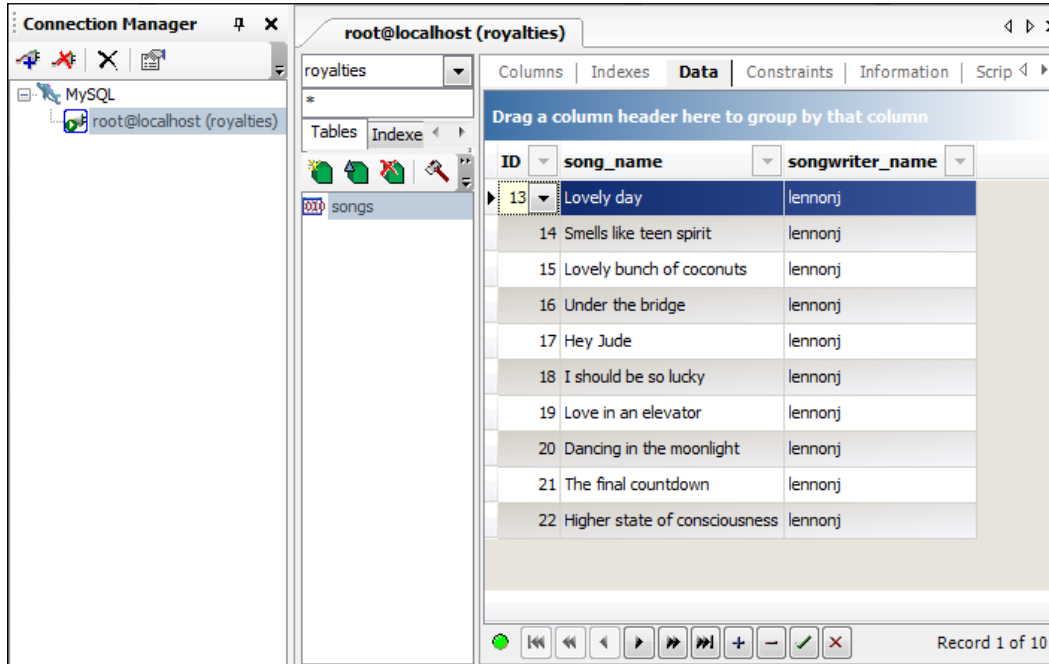 Connection Manager
MySQL
root@localhost (royalties)
root@localhost (royalties)
royalties
*
Tables Indexe
songs
Columns Indexes Data Constraints Information Scrip
Drag a column header here to group by that column
ID song_name songwriter_name
13 Lovely day lennonj
14 Smells like teen spirit lennonj
15 Lovely bunch of coconuts lennonj
16 Under the bridge lennonj
17 Hey Jude lennonj
18 I should be so lucky lennonj
19 Love in an elevator lennonj
20 Dancing in the moonlight lennonj
21 The final countdown lennonj
22 Higher state of consciousness lennonj
Record 1 of 10